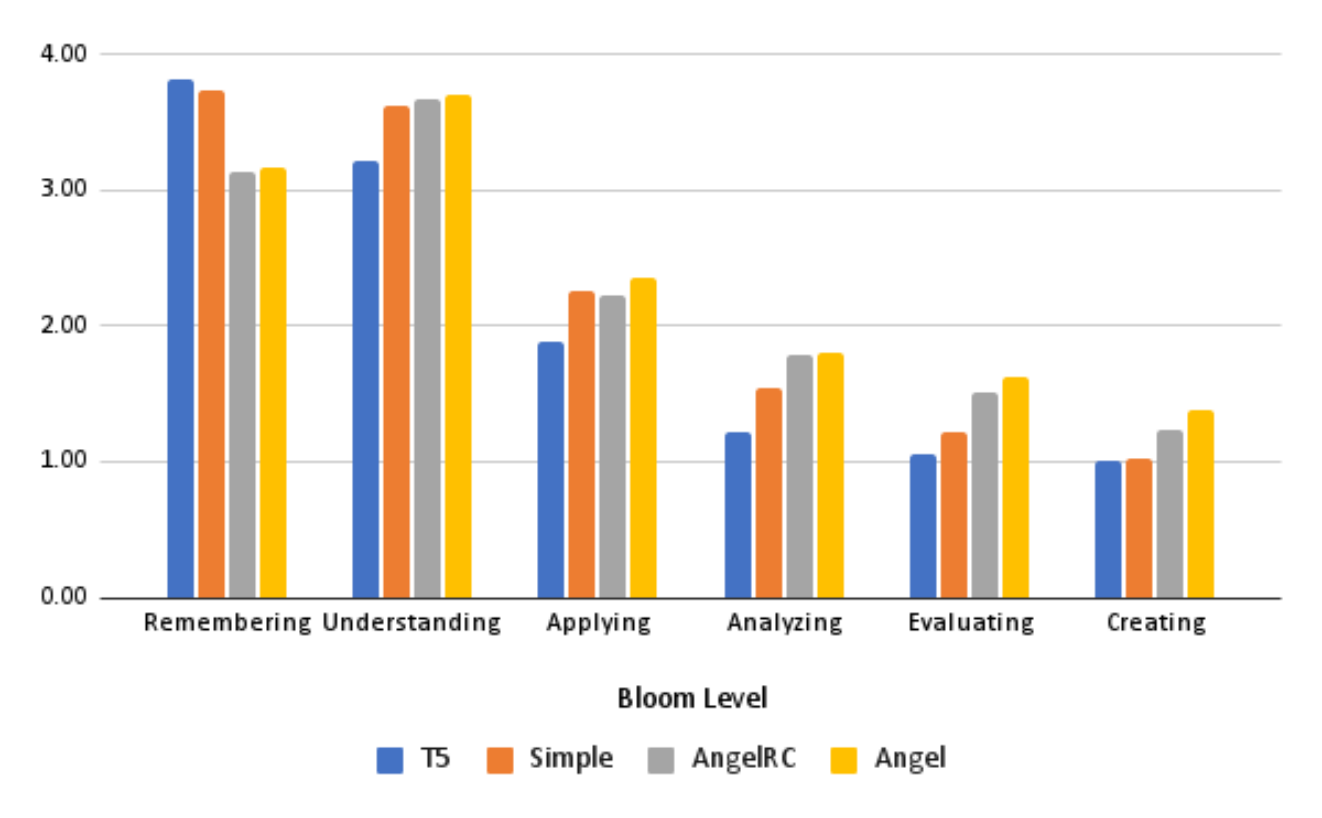 4.00
3.00
2.00
1.00
0.00
Remembering Understanding Applying Analyzing Evaluating Creating
Bloom Level
T5 Simple AngelRC Angel